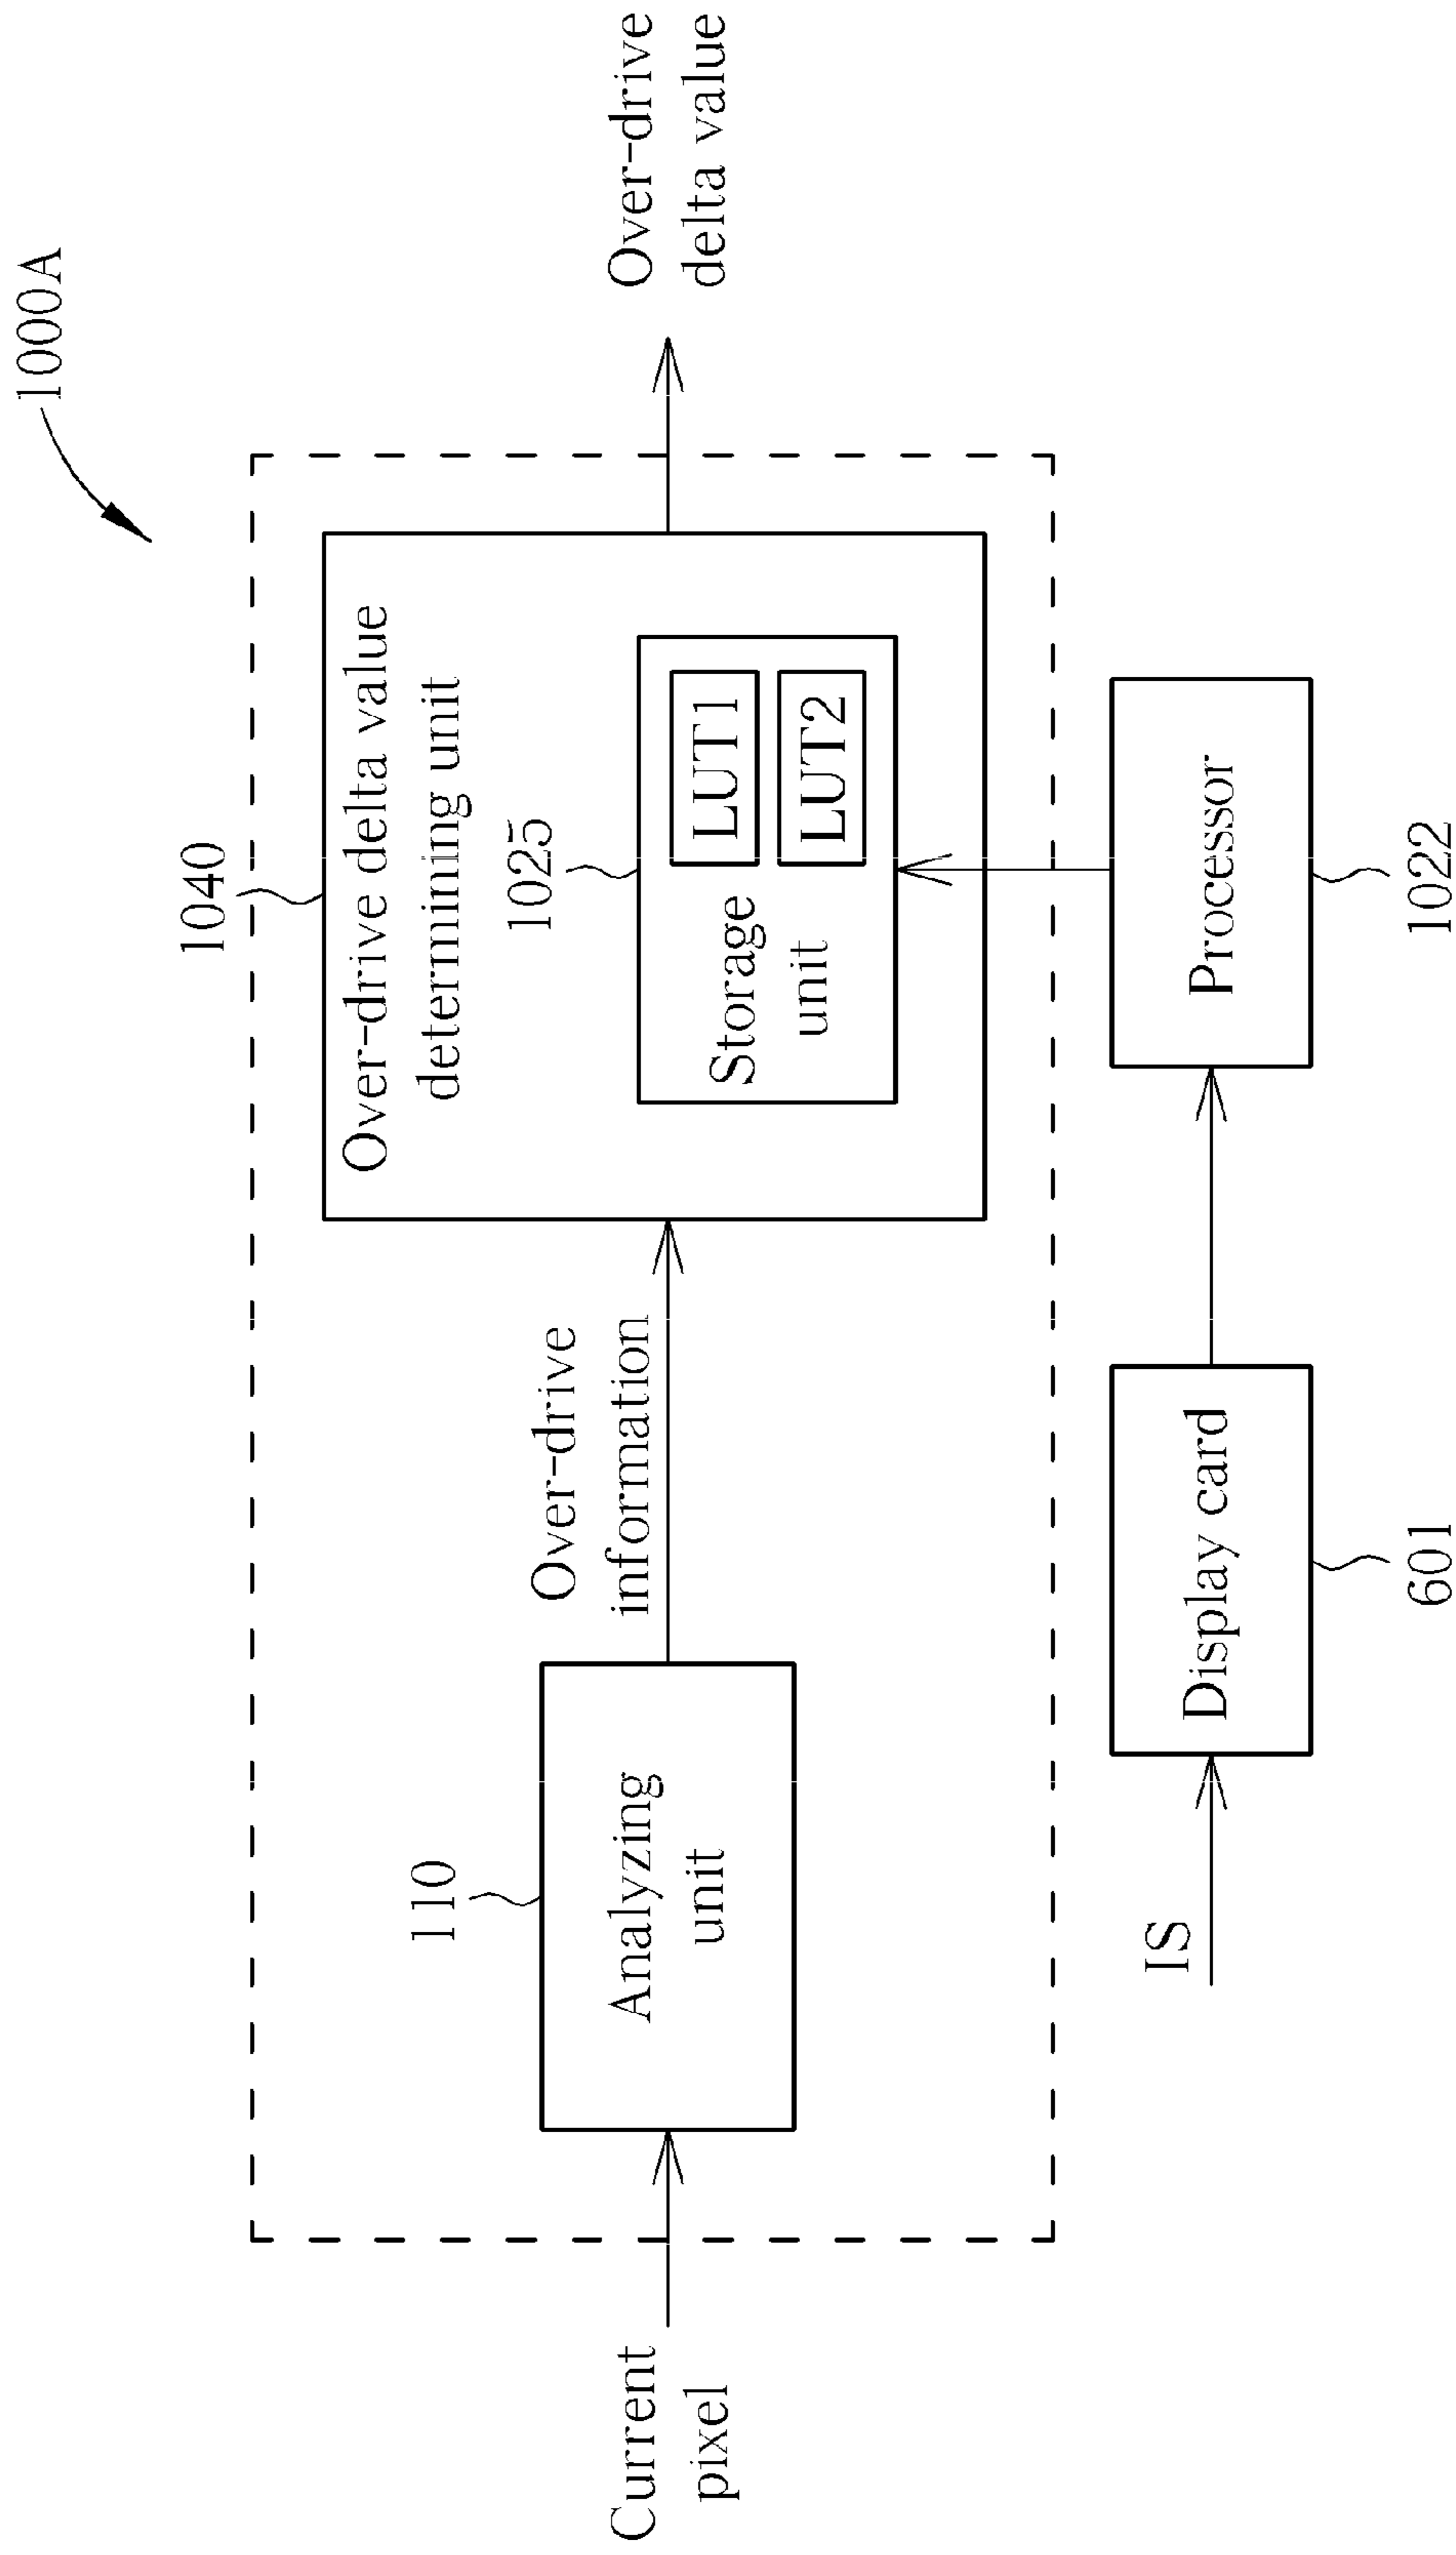 1000A
1040
Over-drive delta value
determining unit
1025
Storage
unit
LUT1
LUT2
110
Analyzing
unit
Over-drive
information
Current
pixel
Over-drive
delta value
IS
Display card
601
Processor
1022